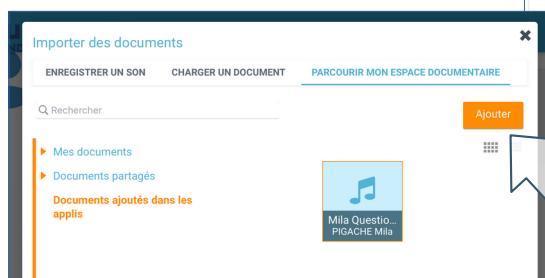 Importer des documents
ENREGISTRER UN SON CHARGER UN DOCUMENT PARCOURIR MON ESPACE DOCUMENTAIRE
Rechercher
Ajouter
Mes documents
Documents partagés
Documents ajoutés dans les
applis
Mila Questio...
PIGACHE Mila